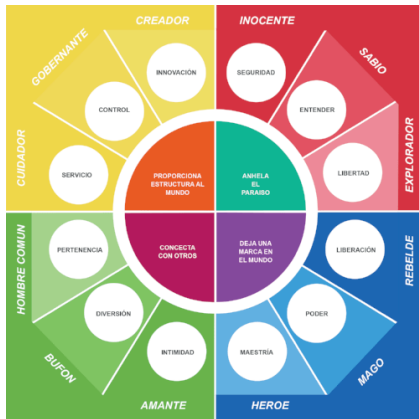 CREADOR
INOCENTE
GOBERNANTE
SABIO
CUIDADOR
EXPLORADOR
INNOVACIÓN
SEGURIDAD
CONTROL
ENTENDER
SERVICIO
LIBERTAD
PROPORCIONA
ESTRUCTURA AL
MUNDO
ANHELA
EL
PARAISO
CONCECTA
CON OTROS
DEJA UNA
MARCA EN
EL MUNDO
PERTENENCIA
LIBERACIÓN
DIVERSIÓN
PODER
INTIMIDAD
MAESTRÍA
HOMBRE COMUN
REBELDE
BUFON
MAGO
AMANTE
HEROE